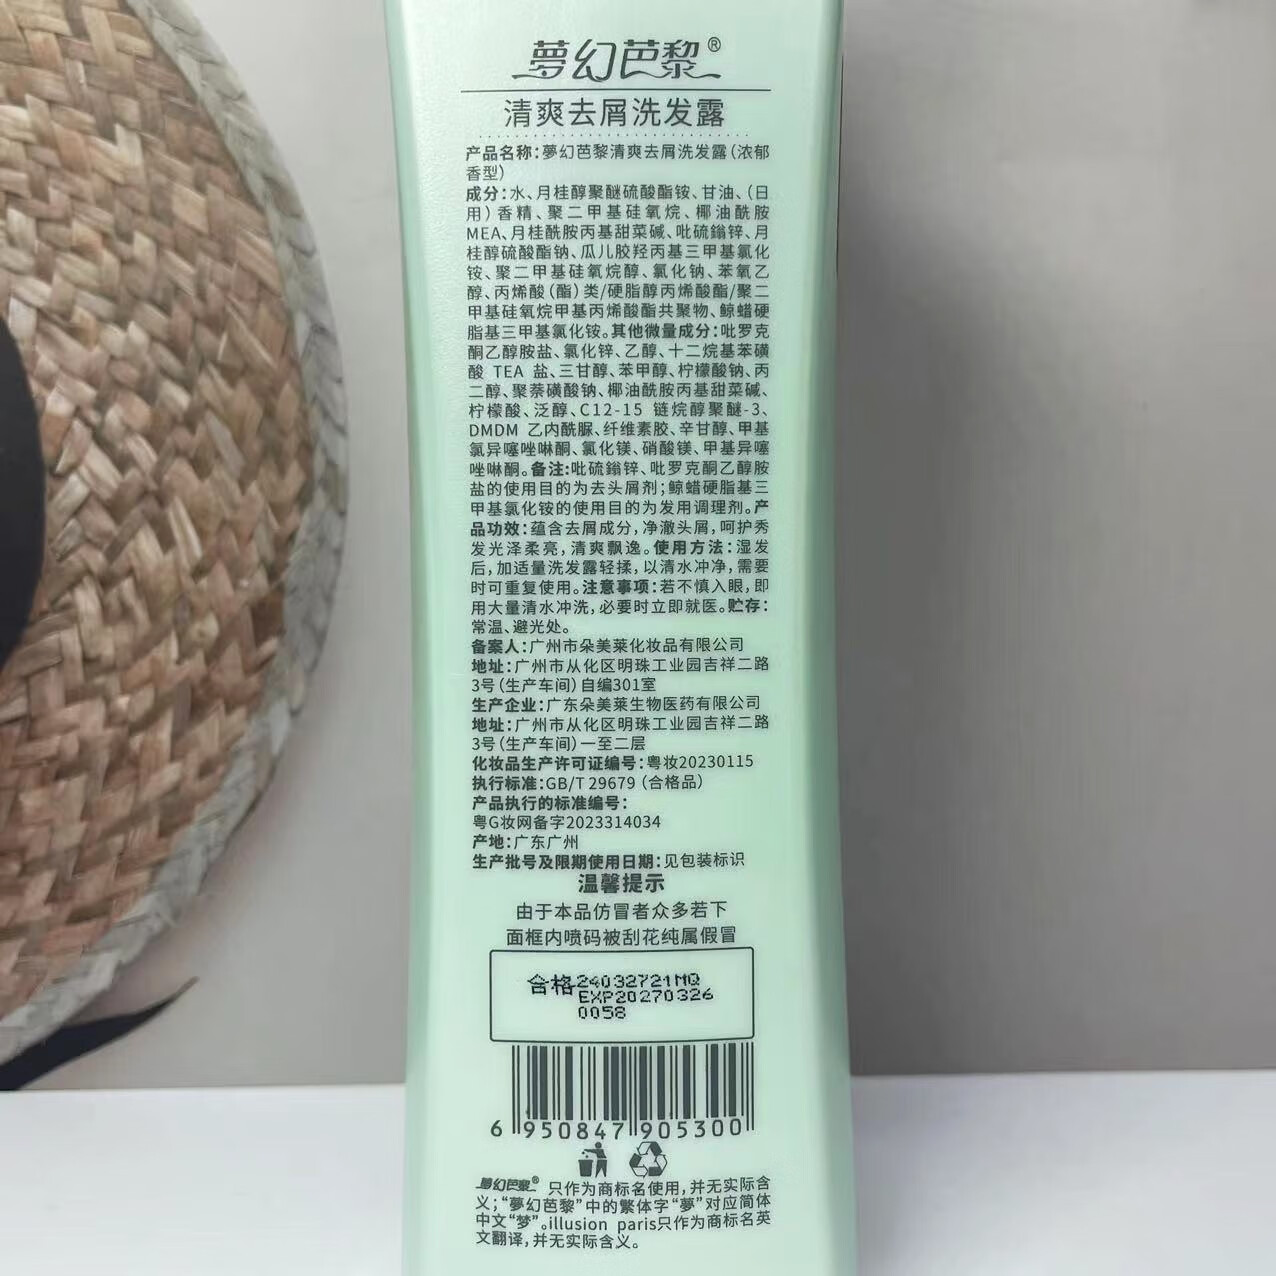 夢幻芭黎®
清爽去屑洗发露
产品名称:夢幻芭黎清爽去屑洗发露(浓郁
香型)
成分:水、月桂醇聚醚硫酸酯铵、甘油、(日
用)香精、聚二甲基硅氧烷、椰油酰胺
MEA、月桂酰胺丙基甜菜碱、吡硫鎓锌、月
桂醇硫酸酯钠、瓜儿胶羟丙基三甲基氯化
铵、聚二甲基硅氧烷醇、氯化钠、苯氧乙
醇、丙烯酸(酯)类/硬脂醇丙烯酸酯/聚二
甲基硅氧烷甲基丙烯酸酯共聚物、鲸蜡硬
脂基三甲基氯化铵。其他微量成分:吡罗克
酮乙醇胺盐、氯化锌、乙醇、十二烷基苯磺
酸 TEA 盐、三甘醇、苯甲醇、柠檬酸钠、丙
二醇、聚萘磺酸钠、椰油酰胺丙基甜菜碱、
柠檬酸、泛醇、C12-15 链烷醇聚醚-3、
DMDM 乙内酰脲、纤维素胶、辛甘醇、甲基
氯异噻唑啉酮、氯化镁、硝酸镁、甲基异噻
唑啉酮。备注:吡硫鎓锌、吡罗克酮乙醇胺
盐的使用目的为去头屑剂;鲸蜡硬脂基三
甲基氯化铵的使用目的为发用调理剂。产
品功效:蕴含去屑成分,净澈头屑,呵护秀
发光泽柔亮,清爽飘逸。使用方法:湿发
后,加适量洗发露轻揉,以清水冲净,需要
时可重复使用。注意事项:若不慎入眼,即
用大量清水冲洗,必要时立即就医。贮存:
常温、避光处。
备案人:广州市朵美莱化妆品有限公司
地址:广州市从化区明珠工业园吉祥二路
3号(生产车间)自编301室
生产企业:广东朵美莱生物医药有限公司
地址:广州市从化区明珠工业园吉祥二路
3号(生产车间)一至二层
化妆品生产许可证编号:粤妆20230115
执行标准:GB/T 29679 (合格品)
产品执行的标准编号:
粤G妆网备字2023314034
产地:广东广州
生产批号及限期使用日期:见包装标识
温馨提示
由于本品仿冒者众多若下
面框内喷码被刮花纯属假冒
合格24032721MQ
EXP20270326
0058
6 950847 905300
夢幻芭黎® 只作为商标名使用,并无实际含
义;“夢幻芭黎”中的繁体字“夢”对应简体
中文“梦”。illusion paris只作为商标名英
文翻译,并无实际含义。